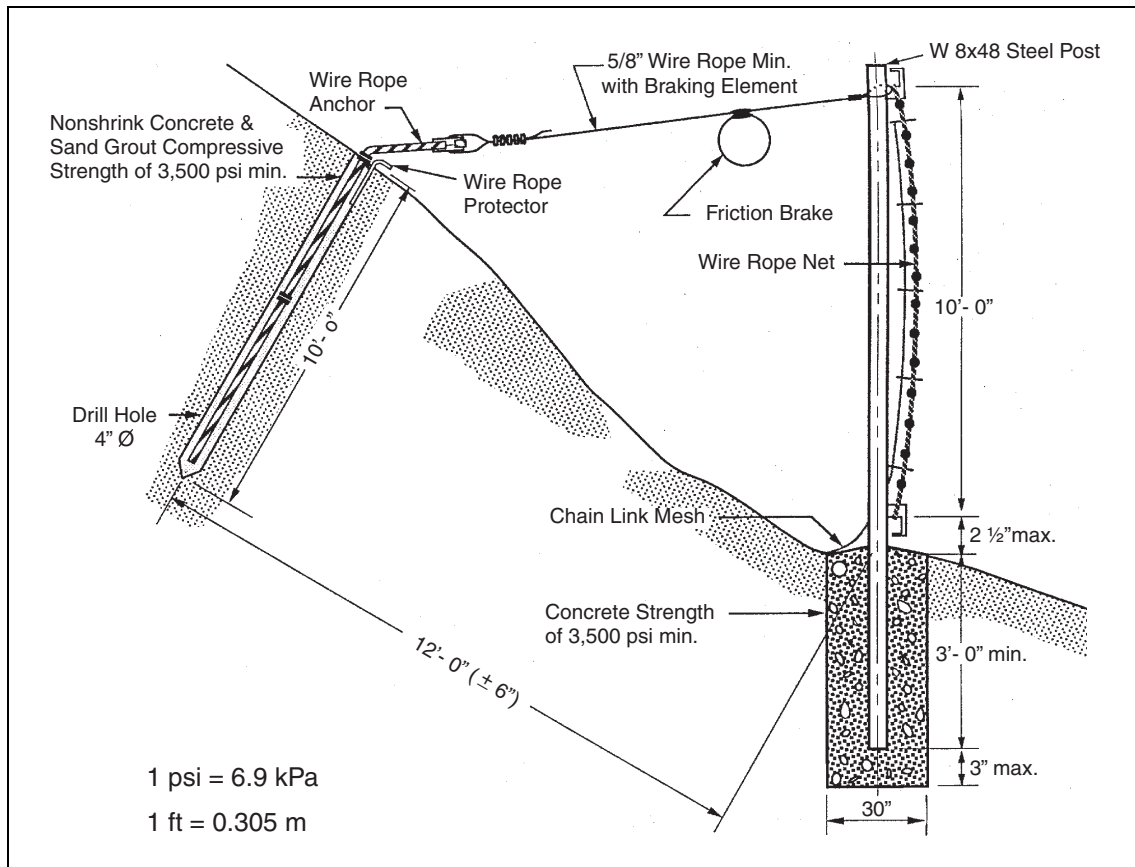 W 8x48 Steel Post
5/8” Wire Rope Min.
with Braking Element
Wire Rope
Anchor
Nonshrink Concrete &
Sand Grout Compressive
Strength of 3,500 psi min.
Wire Rope
Protector
Friction Brake
Wire Rope Net
10’- 0”
10’- o”
Drill Hole
4” Ø
Chain Link Mesh
2 ½”max.
Concrete Strength
of 3,500 psi min.
3’- 0” min.
12’- 0” ( ± 6”)
3” max.
30”
1 psi = 6.9 kPa
1 ft = 0.305 m